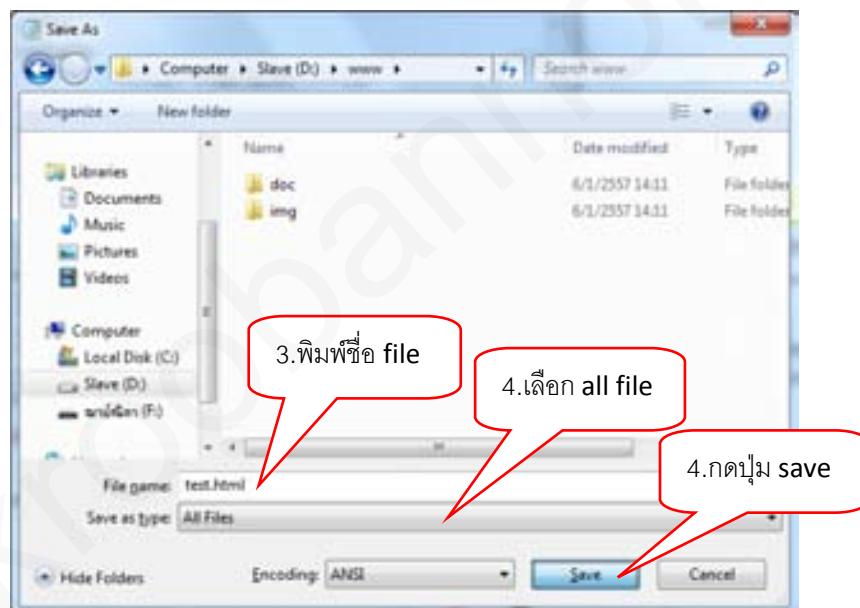 Save As
Computer ▸ Slave (D:) ▸ www ▸
Search www
Organize
New folder
Name
Date modified
Type
Libraries
Documents
Music
Pictures
Videos
Computer
Local Disk (C:)
Slave (D:)
(F:)
doc
6/1/2557 14:11
File folder
img
6/1/2557 14:11
File folder
3.พิมพ์ชื่อ file
4.เลือก all file
4.กดปุ่ม save
File name: test.html
Save as type: All Files
Hide Folders
Encoding: ANSI
Save
Cancel